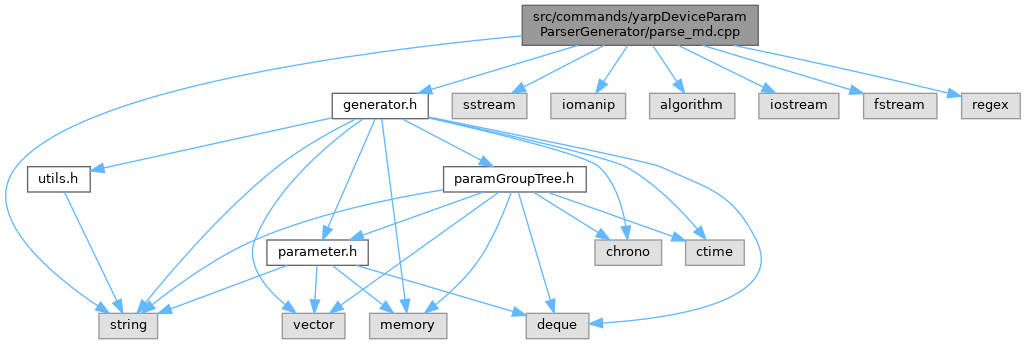 src/commands/yarpDeviceParam
ParserGenerator/parse_md.cpp
generator.h
sstream
iomanip
algorithm
iostream
fstream
regex
utils.h
paramGroupTree.h
parameter.h
chrono
ctime
string
vector
memory
deque